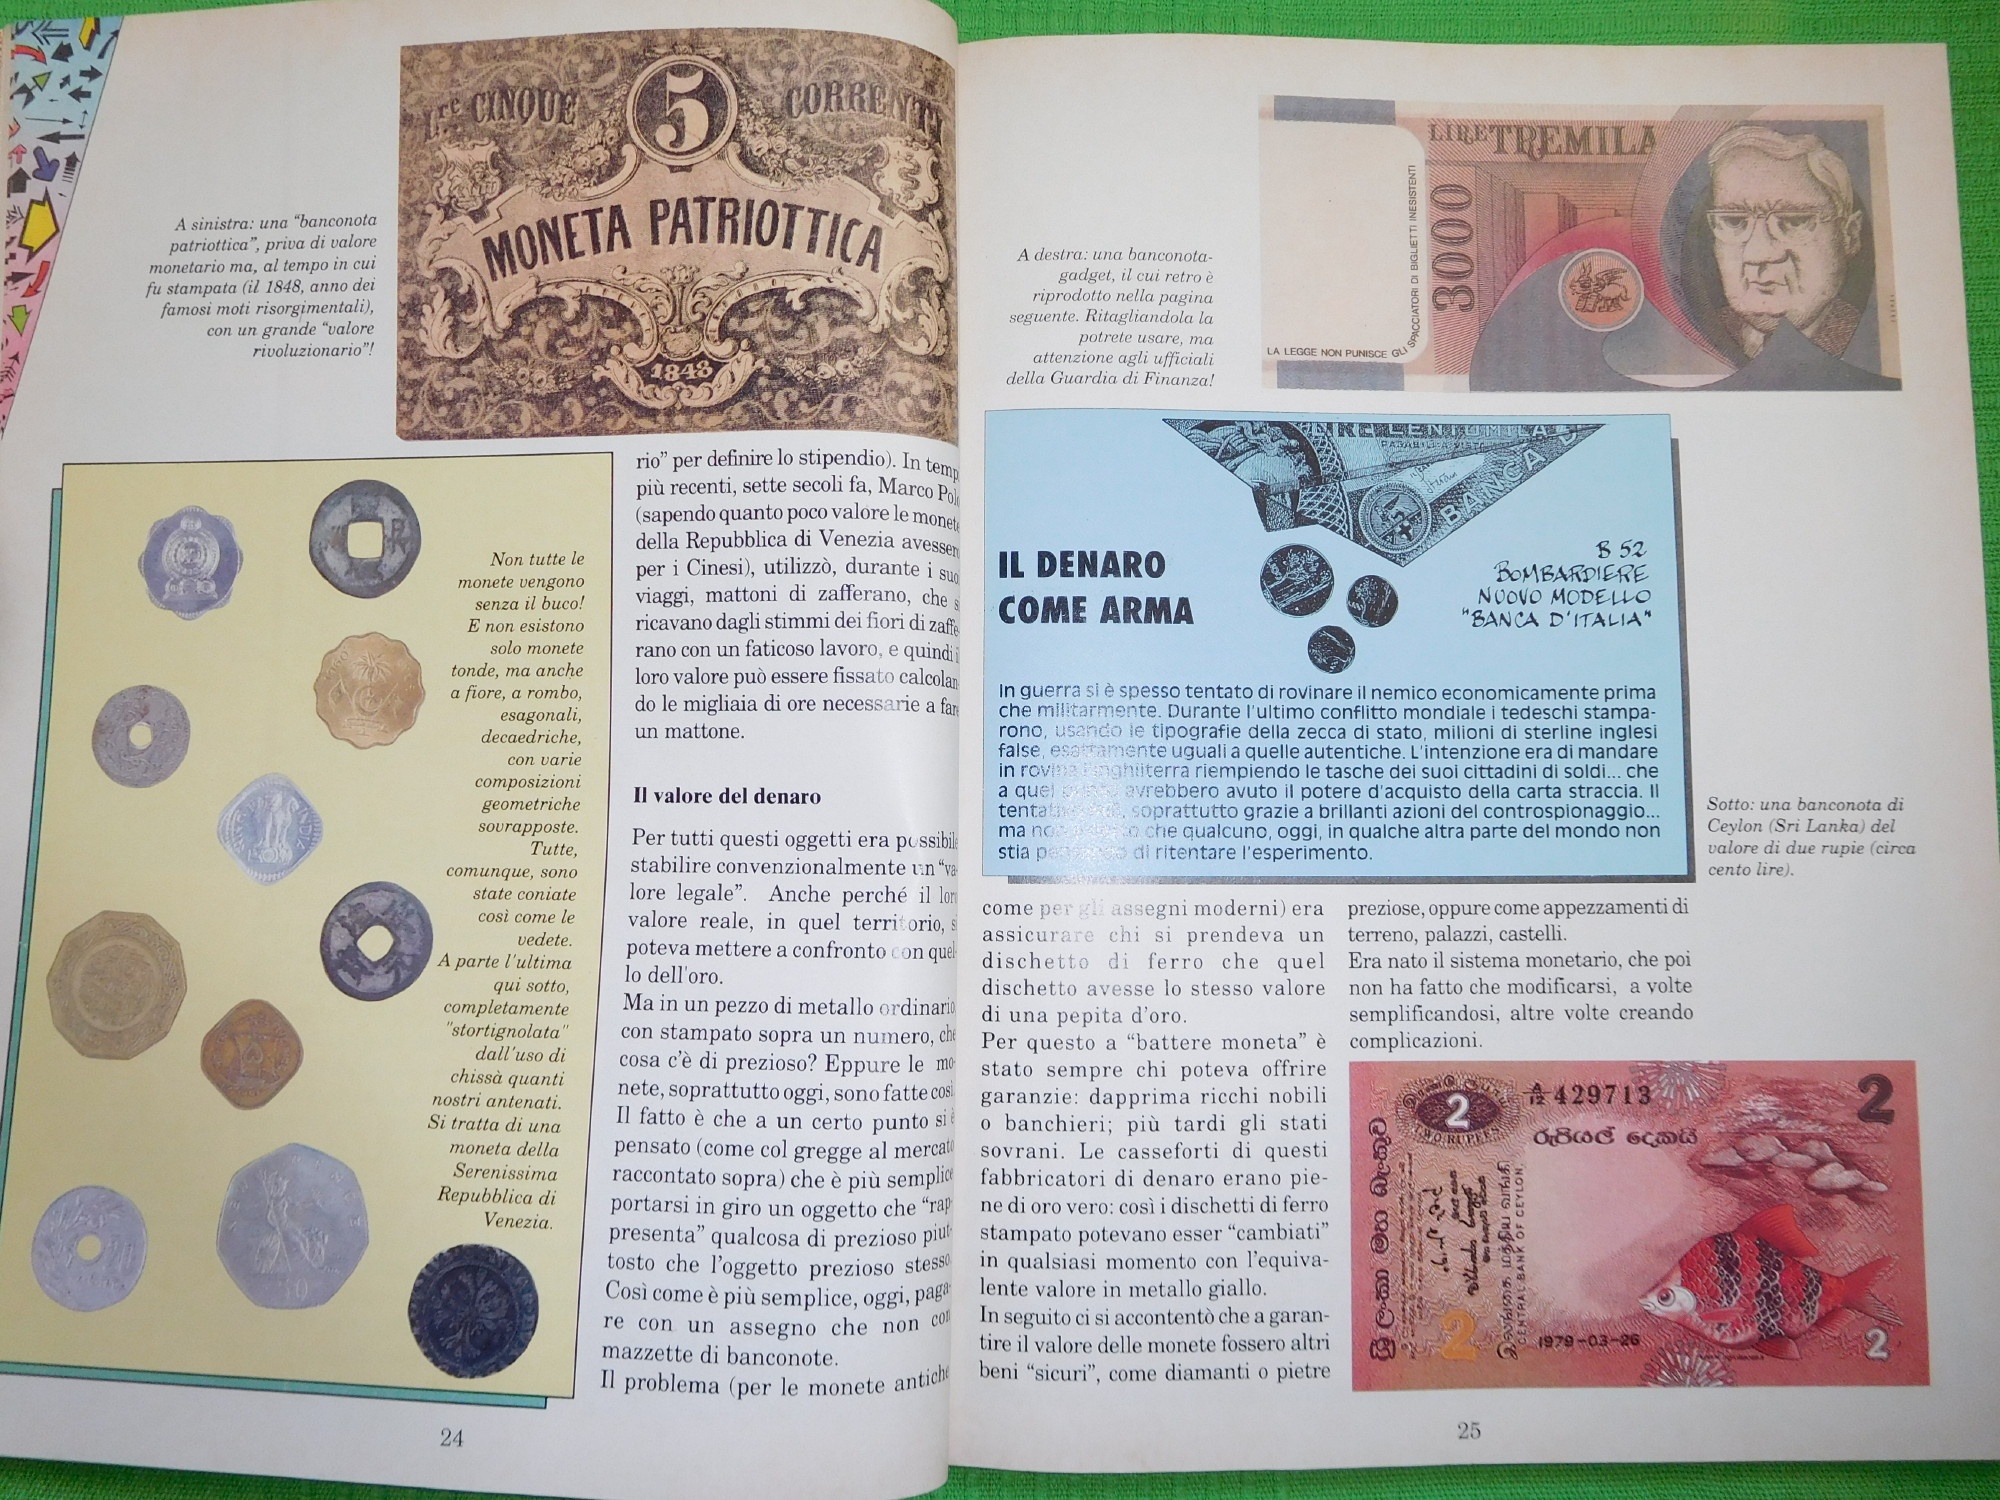 A sinistra: una “banconota
patriottica”, priva di valore
monetario ma, al tempo in cui
fu stampata (il 1848, anno dei
famosi moti risorgimentali),
con un grande “valore
rivoluzionario”!
Lre CINQUE 5 CORRENTI
MONETA PATRIOTTICA
1848
Non tutte le
monete vengono
senza il buco!
E non esistono
solo monete
tonde, ma anche
a fiore, a rombo,
esagonali,
decaedriche,
con varie
composizioni
geometriche
sovrapposte.
Tutte,
comunque, sono
state coniate
così come le
vedete.
A parte l'ultima
qui sotto,
completamente
"stortignolata"
dall'uso di
chissà quanti
nostri antenati.
Si tratta di una
moneta della
Serenissima
Repubblica di
Venezia.
rio” per definire lo stipendio). In temp
più recenti, sette secoli fa, Marco Polo
(sapendo quanto poco valore le monete
della Repubblica di Venezia avesser
per i Cinesi), utilizzò, durante i suo
viaggi, mattoni di zafferano, che s
ricavano dagli stimmi dei fiori di zaffe-
rano con un faticoso lavoro, e quindi i
loro valore può essere fissato calcolan-
do le migliaia di ore necessarie a fare
un mattone.
Il valore del denaro
Per tutti questi oggetti era possibile
stabilire convenzionalmente un “va-
lore legale”. Anche perché il loro
valore reale, in quel territorio, s
poteva mettere a confronto con quel-
lo dell'oro.
Ma in un pezzo di metallo ordinario
con stampato sopra un numero, che
cosa c'è di prezioso? Eppure le mo-
nete, soprattutto oggi, sono fatte così.
Il fatto è che a un certo punto si è
pensato (come col gregge al mercato
raccontato sopra) che è più semplice
portarsi in giro un oggetto che “rap-
presenta” qualcosa di prezioso piut-
tosto che l'oggetto prezioso stesso.
Così come è più semplice, oggi, paga-
re con un assegno che non con
mazzette di banconote.
Il problema (per le monete antiche
24
A destra: una banconota-
gadget, il cui retro è
riprodotto nella pagina
seguente. Ritagliandola la
potrete usare, ma
attenzione agli ufficiali
della Guardia di Finanza!
LIRE TREMILA
3000
LA LEGGE NON PUNISCE GLI SPACCIATORI DI BIGLIETTI INESISTENTI
LIRE CENTOMILA
BANCA D
IL DENARO
COME ARMA
B 52
BOMBARDIERE
NUOVO MODELLO
"BANCA D'ITALIA"
In guerra si è spesso tentato di rovinare il nemico economicamente prima
che militarmente. Durante l'ultimo conflitto mondiale i tedeschi stampa-
rono, usando le tipografie della zecca di stato, milioni di sterline inglesi
false, esattamente uguali a quelle autentiche. L'intenzione era di mandare
in rovina l'Inghilterra riempiendo le tasche dei suoi cittadini di soldi... che
a quel avrebbero avuto il potere d'acquisto della carta straccia. Il
soprattutto grazie a brillanti azioni del controspionaggio...
ma che qualcuno, oggi, in qualche altra parte del mondo non
stia di ritentare l'esperimento.
Sotto: una banconota di
Ceylon (Sri Lanka) del
valore di due rupie (circa
cento lire).
come per gli assegni moderni) era
assicurare chi si prendeva un
dischetto di ferro che quel
dischetto avesse lo stesso valore
di una pepita d'oro.
Per questo a “battere moneta” è
stato sempre chi poteva offrire
garanzie: dapprima ricchi nobili
o banchieri; più tardi gli stati
sovrani. Le casseforti di questi
fabbricatori di denaro erano pie-
ne di oro vero: così i dischetti di ferro
stampato potevano esser “cambiati”
in qualsiasi momento con l'equiva-
lente valore in metallo giallo.
In seguito ci si accontentò che a garan-
tire il valore delle monete fossero altri
beni “sicuri”, come diamanti o pietre
preziose, oppure come appezzamenti di
terreno, palazzi, castelli.
Era nato il sistema monetario, che poi
non ha fatto che modificarsi, a volte
semplificandosi, altre volte creando
complicazioni.
2
TWO RUPEES
A/12 429713
2
රුපියල් දෙකයි
ශ්‍රී ලංකා මහ බැංකුව
CENTRAL BANK OF CEYLON
2
1979-03-26
2
25